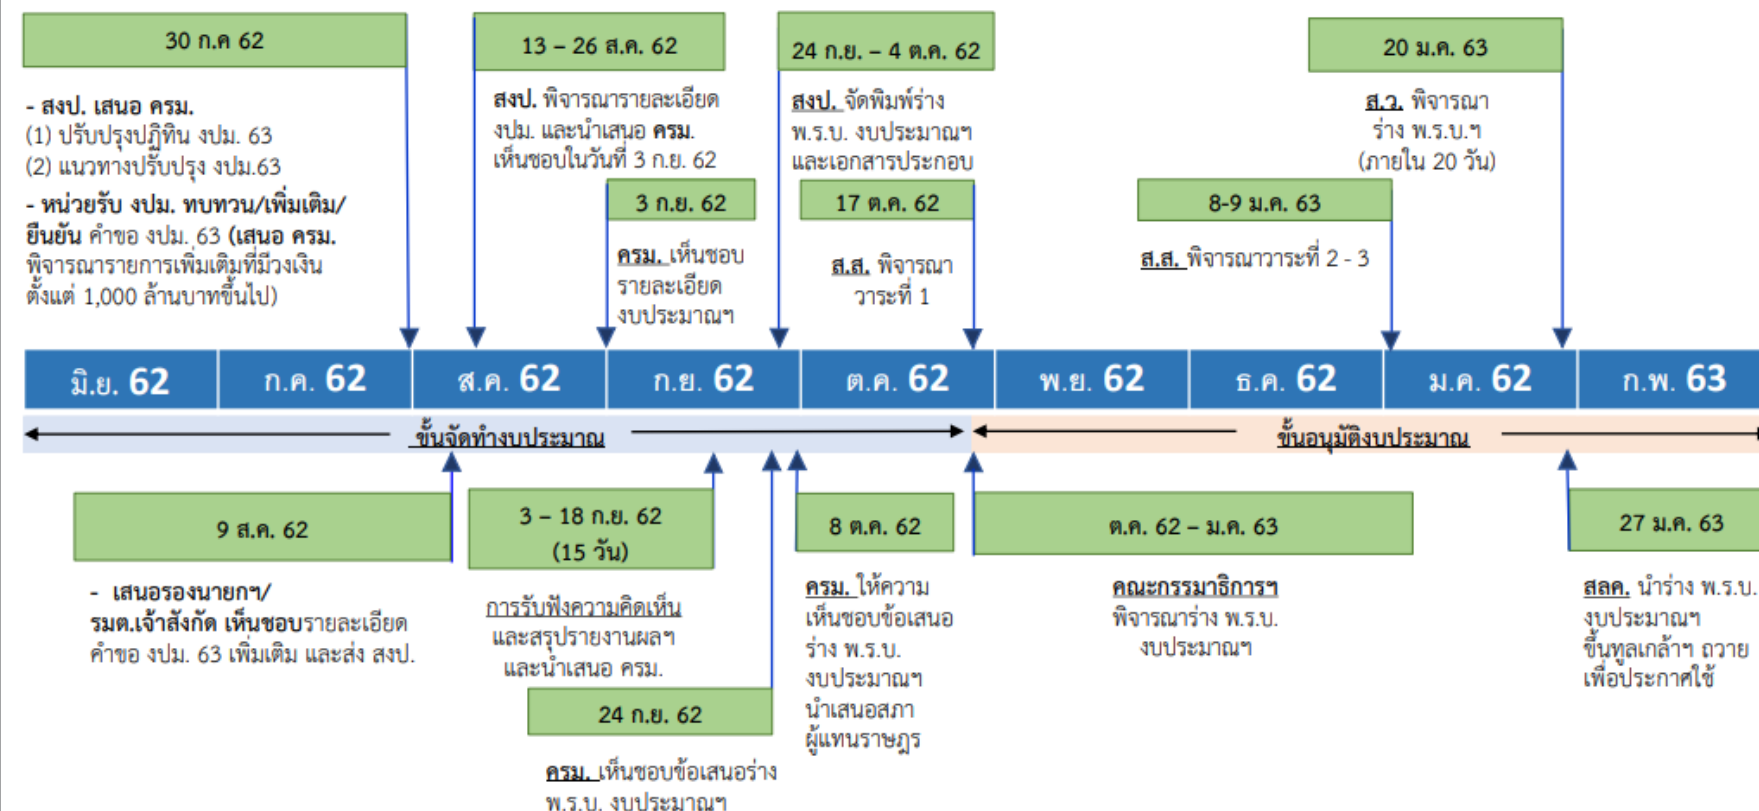 30 ก.ค 62
- สงป. เสนอ ครม.
(1) ปรับปรุงปฏิทิน งปม. 63
(2) แนวทางปรับปรุง งปม.63
- หน่วยรับ งปม. ทบทวน/เพิ่มเติม/
ยืนยัน คำขอ งปม. 63 (เสนอ ครม.
พิจารณารายการเพิ่มเติมที่มีวงเงิน
ตั้งแต่ 1,000 ล้านบาทขึ้นไป)
13 – 26 ส.ค. 62
สงป. พิจารณารายละเอียด
งปม. และนำเสนอ ครม.
เห็นชอบในวันที่ 3 ก.ย. 62
3 ก.ย. 62
ครม. เห็นชอบ
รายละเอียด
งบประมาณฯ
24 ก.ย. – 4 ต.ค. 62
สงป. จัดพิมพ์ร่าง
พ.ร.บ. งบประมาณฯ
และเอกสารประกอบ
17 ต.ค. 62
ส.ส. พิจารณา
วาระที่ 1
8-9 ม.ค. 63
ส.ส. พิจารณาวาระที่ 2 - 3
20 ม.ค. 63
ส.ว. พิจารณา
ร่าง พ.ร.บ.ฯ
(ภายใน 20 วัน)
มิ.ย. 62
ก.ค. 62
ส.ค. 62
ก.ย. 62
ต.ค. 62
พ.ย. 62
ธ.ค. 62
ม.ค. 62
ก.พ. 63
ขั้นจัดทำงบประมาณ
ขั้นอนุมัติงบประมาณ
9 ส.ค. 62
- เสนอรองนายกฯ/
รมต.เจ้าสังกัด เห็นชอบรายละเอียด
คำขอ งปม. 63 เพิ่มเติม และส่ง สงป.
3 – 18 ก.ย. 62
(15 วัน)
การรับฟังความคิดเห็น
และสรุปรายงานผลฯ
และนำเสนอ ครม.
24 ก.ย. 62
ครม. เห็นชอบข้อเสนอร่าง
พ.ร.บ. งบประมาณฯ
8 ต.ค. 62
ครม. ให้ความ
เห็นชอบข้อเสนอ
ร่าง พ.ร.บ.
งบประมาณฯ
นำเสนอสภา
ผู้แทนราษฎร
ต.ค. 62 – ม.ค. 63
คณะกรรมาธิการฯ
พิจารณาร่าง พ.ร.บ.
งบประมาณฯ
27 ม.ค. 63
สลค. นำร่าง พ.ร.บ.
งบประมาณฯ
ขึ้นทูลเกล้าฯ ถวาย
เพื่อประกาศใช้